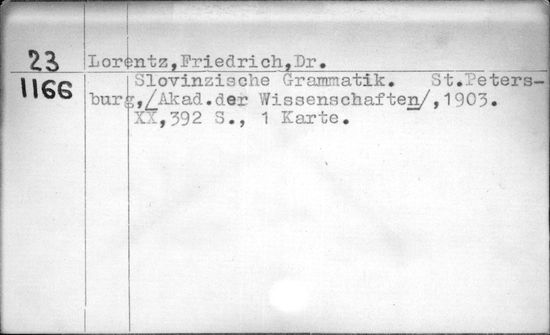 23 Lorentz,Friedrich,Dr.
1166 Slovinzische Grammatik. St.Peters-
burg,/Akad.der Wissenschaften/,1903.
XX,392 S., 1 Karte.